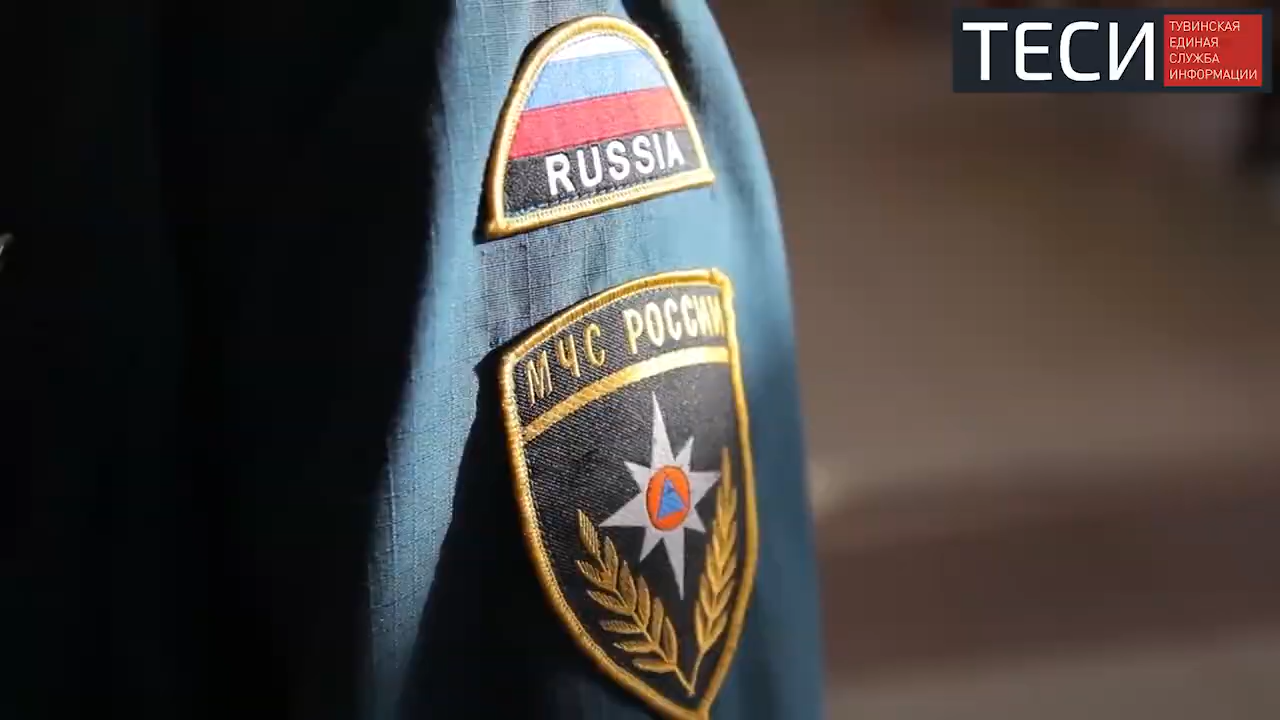 ТЕСИ
ТУВИНСКАЯ
ЕДИНАЯ
СЛУЖБА
ИНФОРМАЦИИ
RUSSIA
МЧС РОССИИ